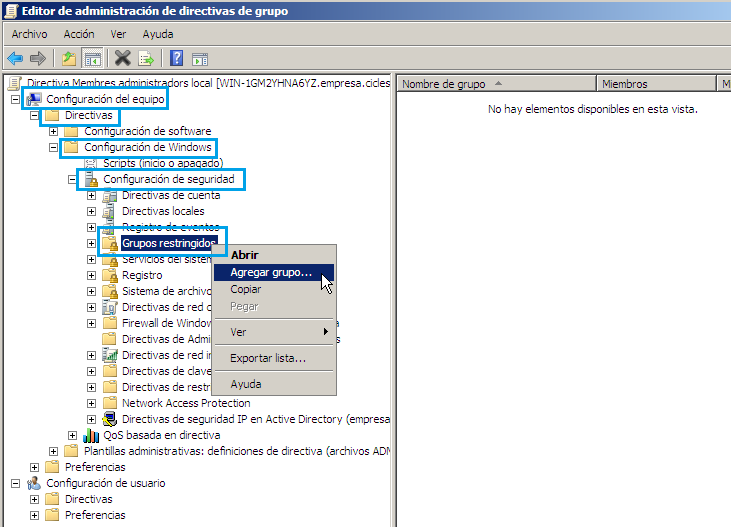 Editor de administración de directivas de grupo
Archivo Acción Ver Ayuda
Directiva Membres administradors local [WIN-1GM2YHNA6YZ.empresa.cicles
Nombre de grupo Miembros M
No hay elementos disponibles en esta vista.
Configuración del equipo
Directivas
Configuración de software
Configuración de Windows
Scripts (inicio o apagado)
Configuración de seguridad
Directivas de cuenta
Directivas locales
Registro de eventos
Grupos restringidos
Servicios del sistem
Registro
Sistema de archivo
Directivas de red c
Firewall de Windows a
Directivas de Admi s
Directivas de red in
Directivas de clave
Directivas de restr
Network Access Protection
Directivas de seguridad IP en Active Directory (empresa
QoS basada en directiva
Plantillas administrativas: definiciones de directiva (archivos ADM
Preferencias
Configuración de usuario
Directivas
Preferencias
Abrir
Agregar grupo...
Copiar
Pegar
Ver
Exportar lista...
Ayuda